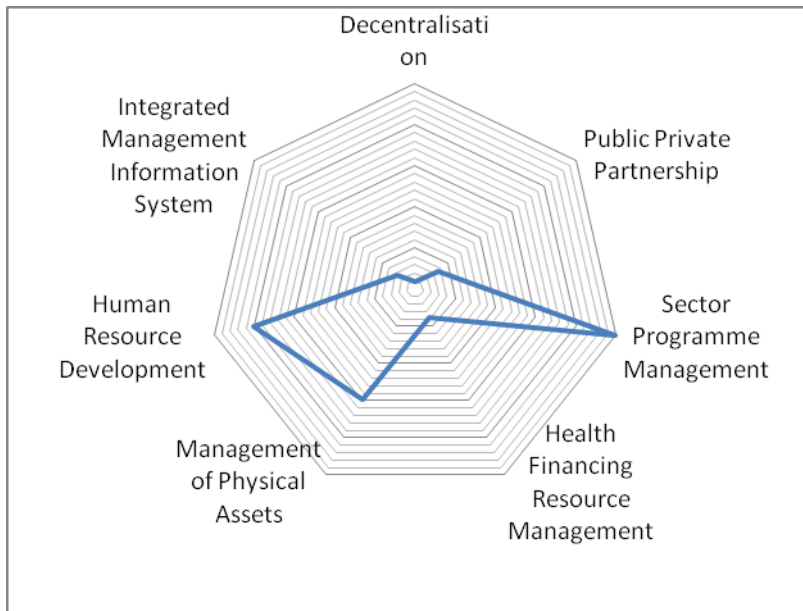 Decentralisati
on
Public Private
Partnership
Sector
Programme
Management
Health
Financing
Resource
Management
Management
of Physical
Assets
Human
Resource
Development
Integrated
Management
Information
System